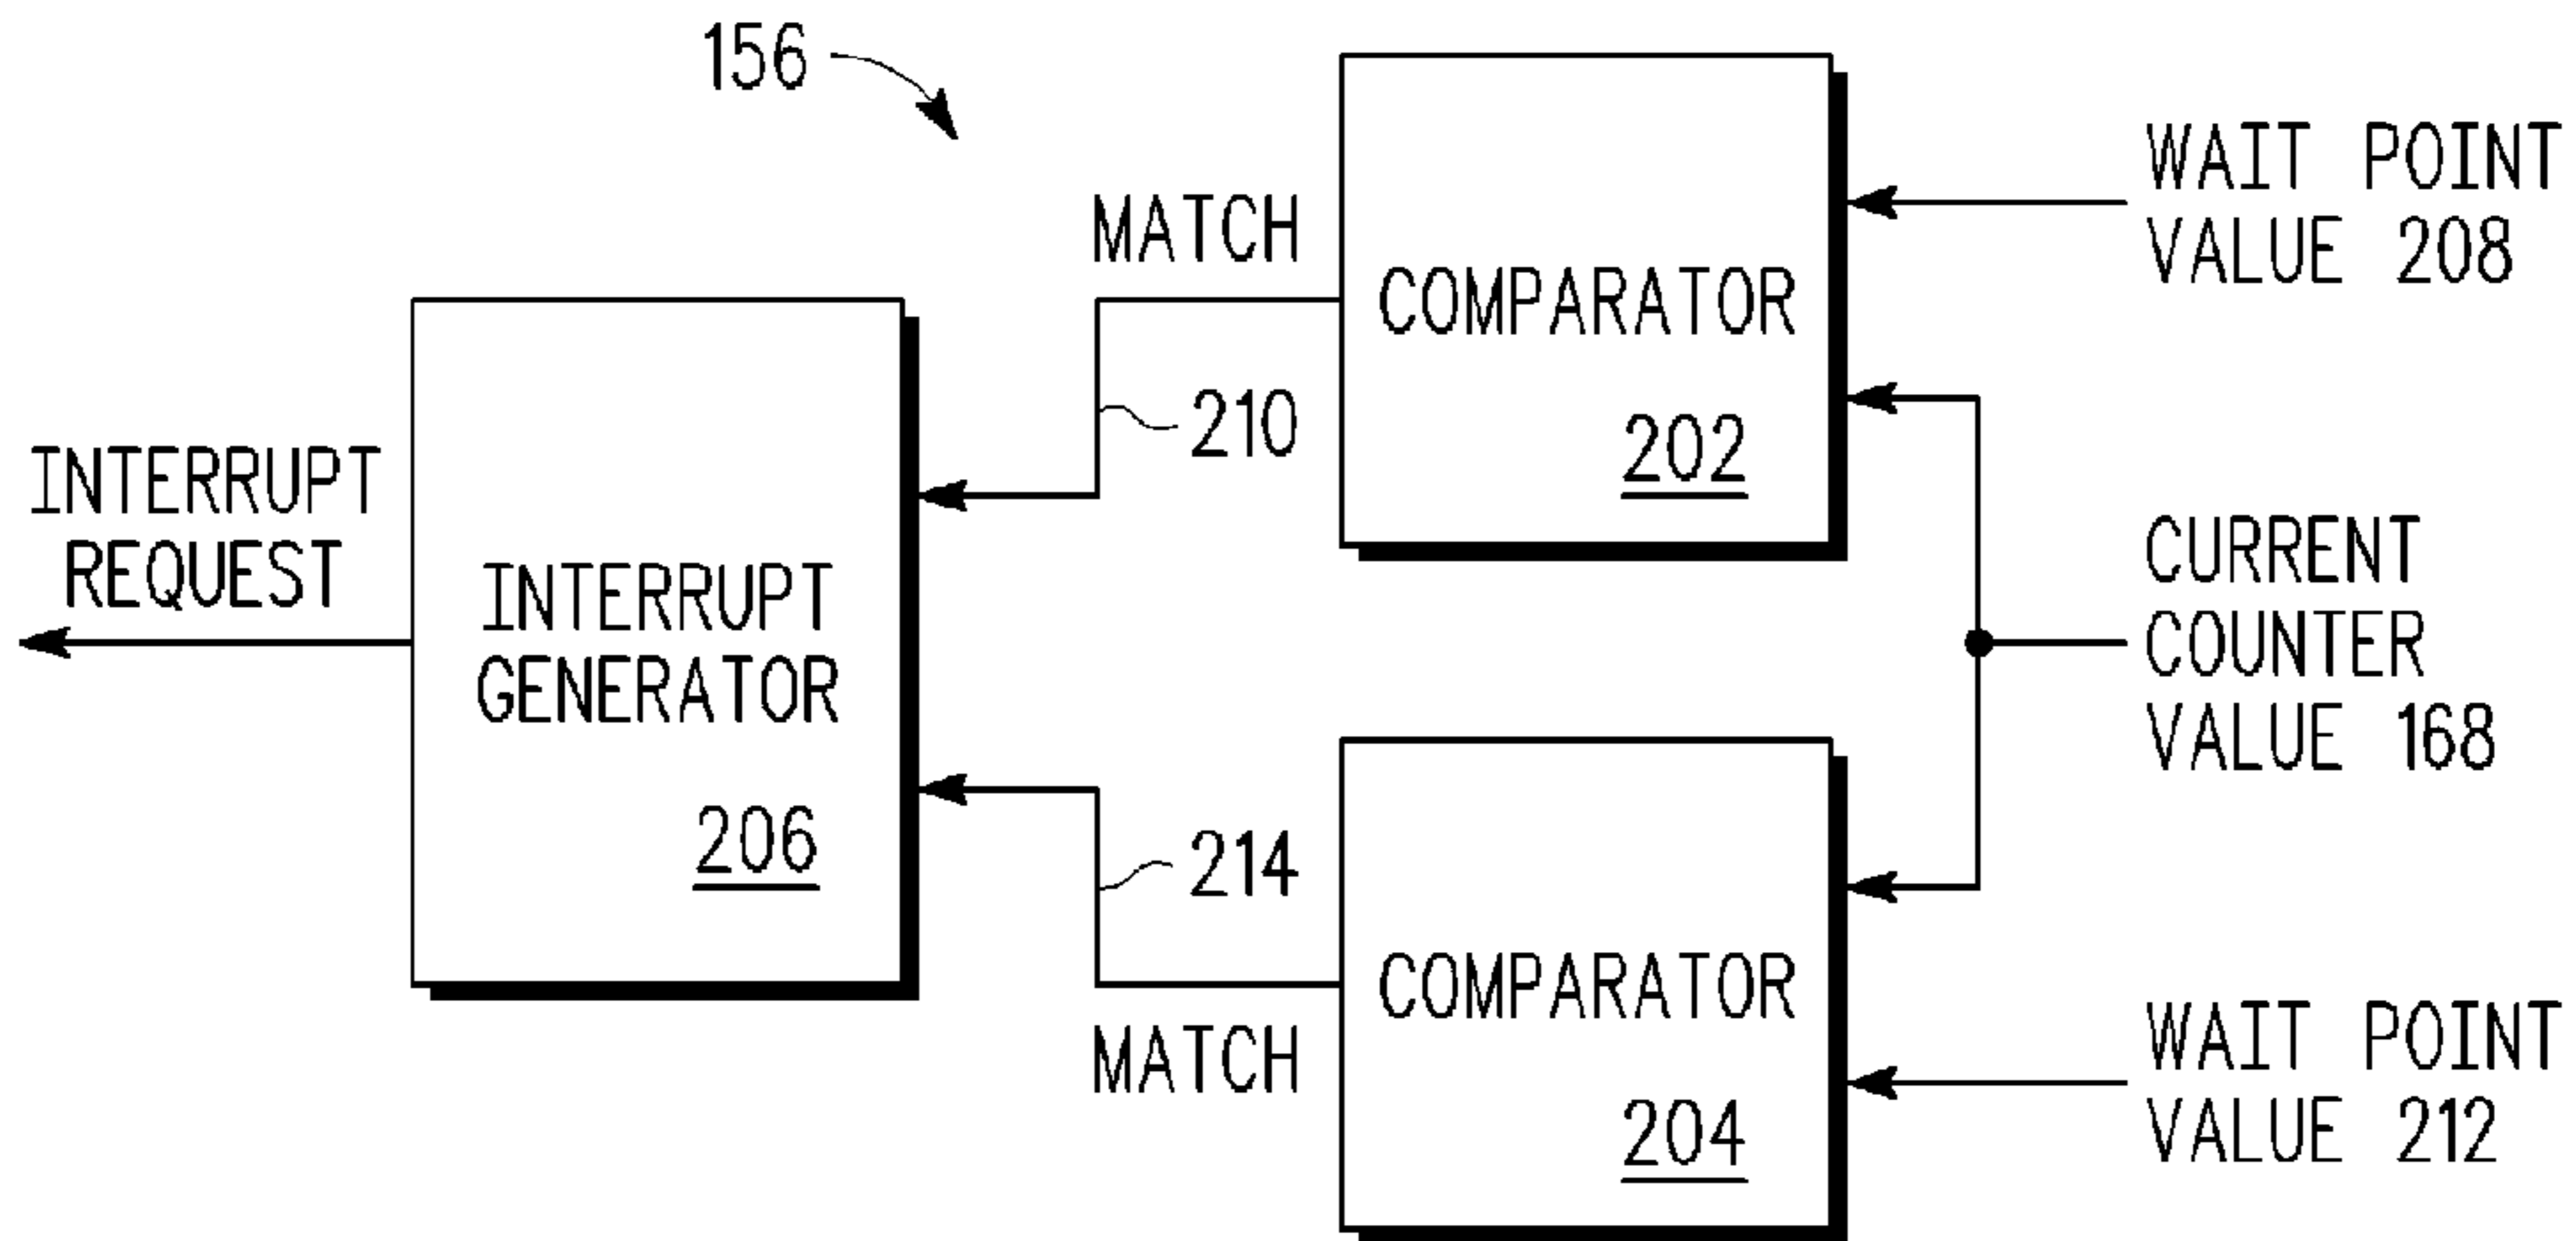 156
MATCH
COMPARATOR
202
WAIT POINT
VALUE 208
210
INTERRUPT
REQUEST
INTERRUPT
GENERATOR
206
CURRENT
COUNTER
VALUE 168
214
MATCH
COMPARATOR
204
WAIT POINT
VALUE 212